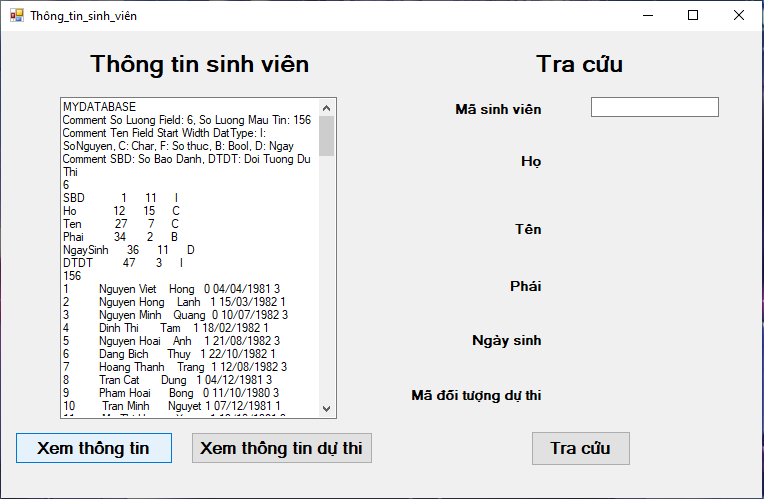 Thông_tin_sinh_viên
Thông tin sinh viên
MYDATABASE
Comment So Luong Field: 6, So Luong Mau Tin: 156
Comment Ten Field Start Width DatType: I:
SoNguyen, C: Char, F: So thuc, B: Bool, D: Ngay
Comment SBD: So Bao Danh, DTDT: Doi Tuong Du
Thi
6
SBD 1 11 I
Ho 12 15 C
Ten 27 7 C
Phai 34 2 B
NgaySinh 36 11 D
DTDT 47 3 I
156
1 Nguyen Viet Hong 0 04/04/1981 3
2 Nguyen Hong Lanh 1 15/03/1982 1
3 Nguyen Minh Quang 0 10/07/1982 3
4 Dinh Thi Tam 1 18/02/1982 1
5 Nguyen Hoai Anh 1 21/08/1982 3
6 Dang Bich Thuy 1 22/10/1982 1
7 Hoang Thanh Trang 1 12/08/1982 3
8 Tran Cat Dung 1 04/12/1981 3
9 Pham Hoai Bong 0 11/10/1980 3
10 Tran Minh Nguyet 1 07/12/1981 1
Xem thông tin
Xem thông tin dự thi
Tra cứu
Mã sinh viên
Họ
Tên
Phái
Ngày sinh
Mã đối tượng dự thi
Tra cứu